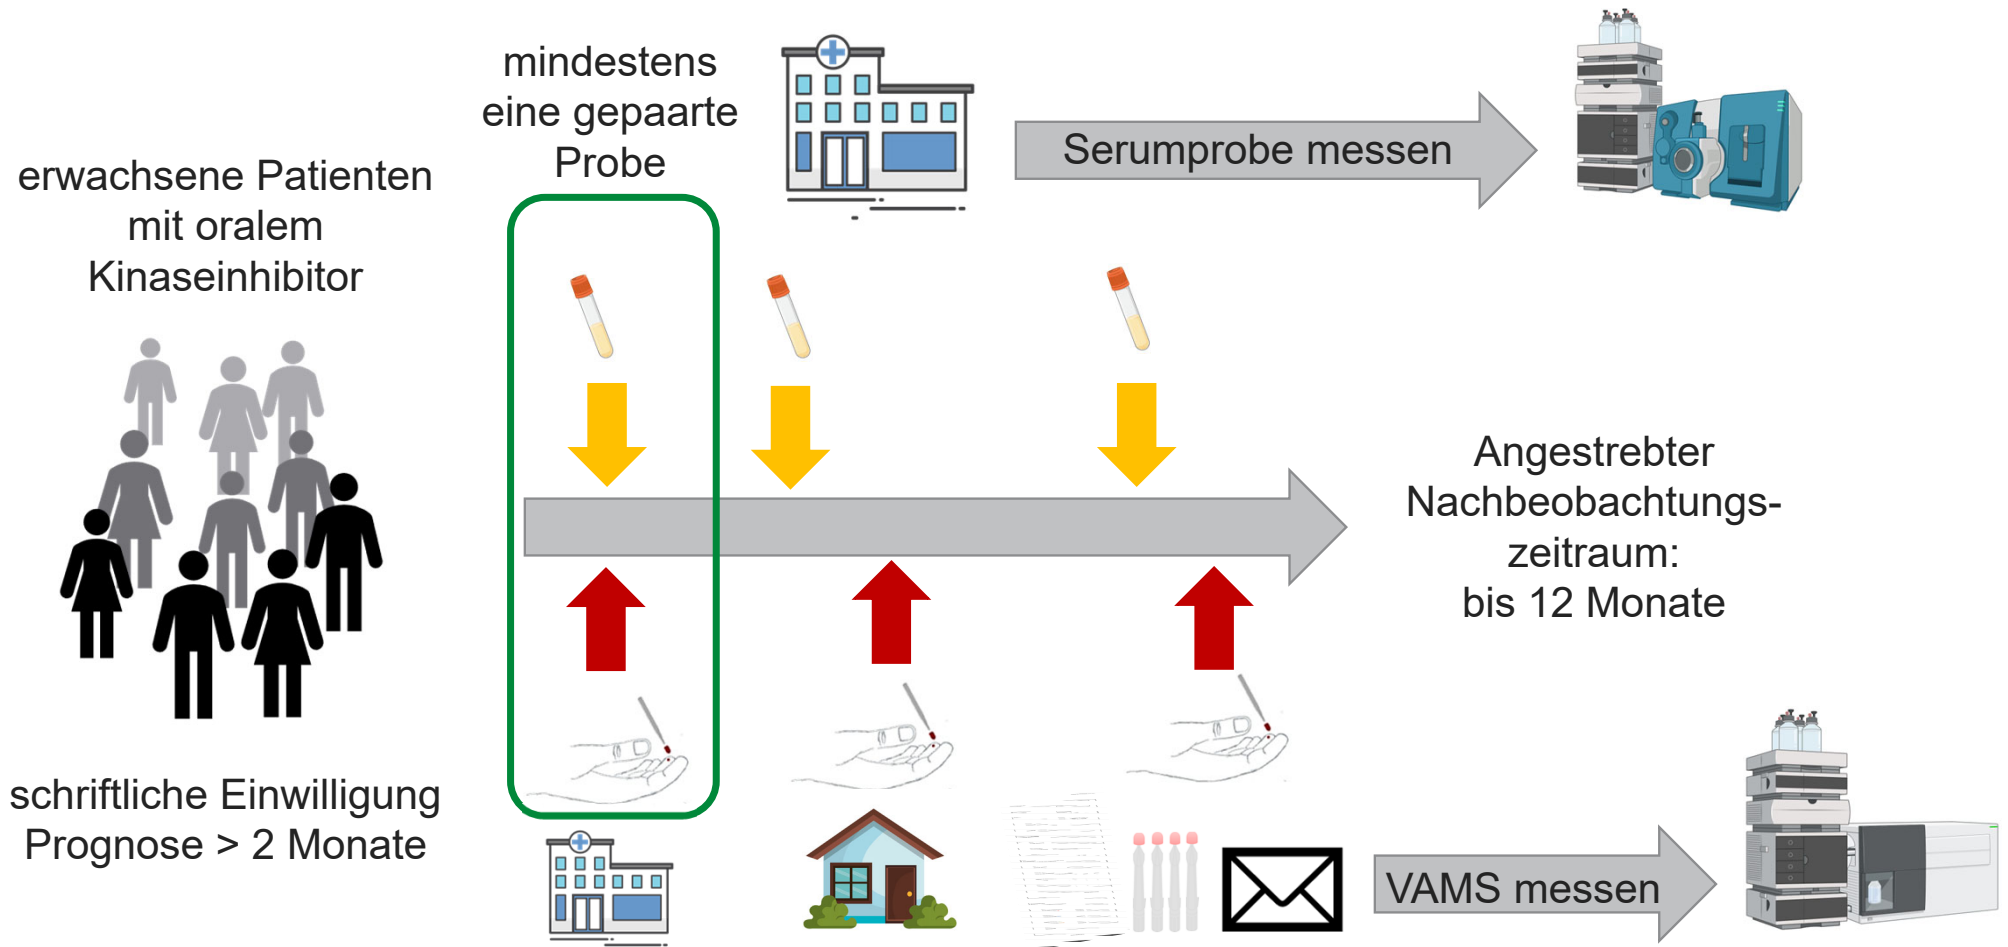 erwachsene Patienten
mit oralem
Kinaseinhibitor
schriftliche Einwilligung
Prognose > 2 Monate
mindestens
eine gepaarte
Probe
Serumprobe messen
Angestrebter
Nachbeobachtungs-
zeitraum:
bis 12 Monate
VAMS messen